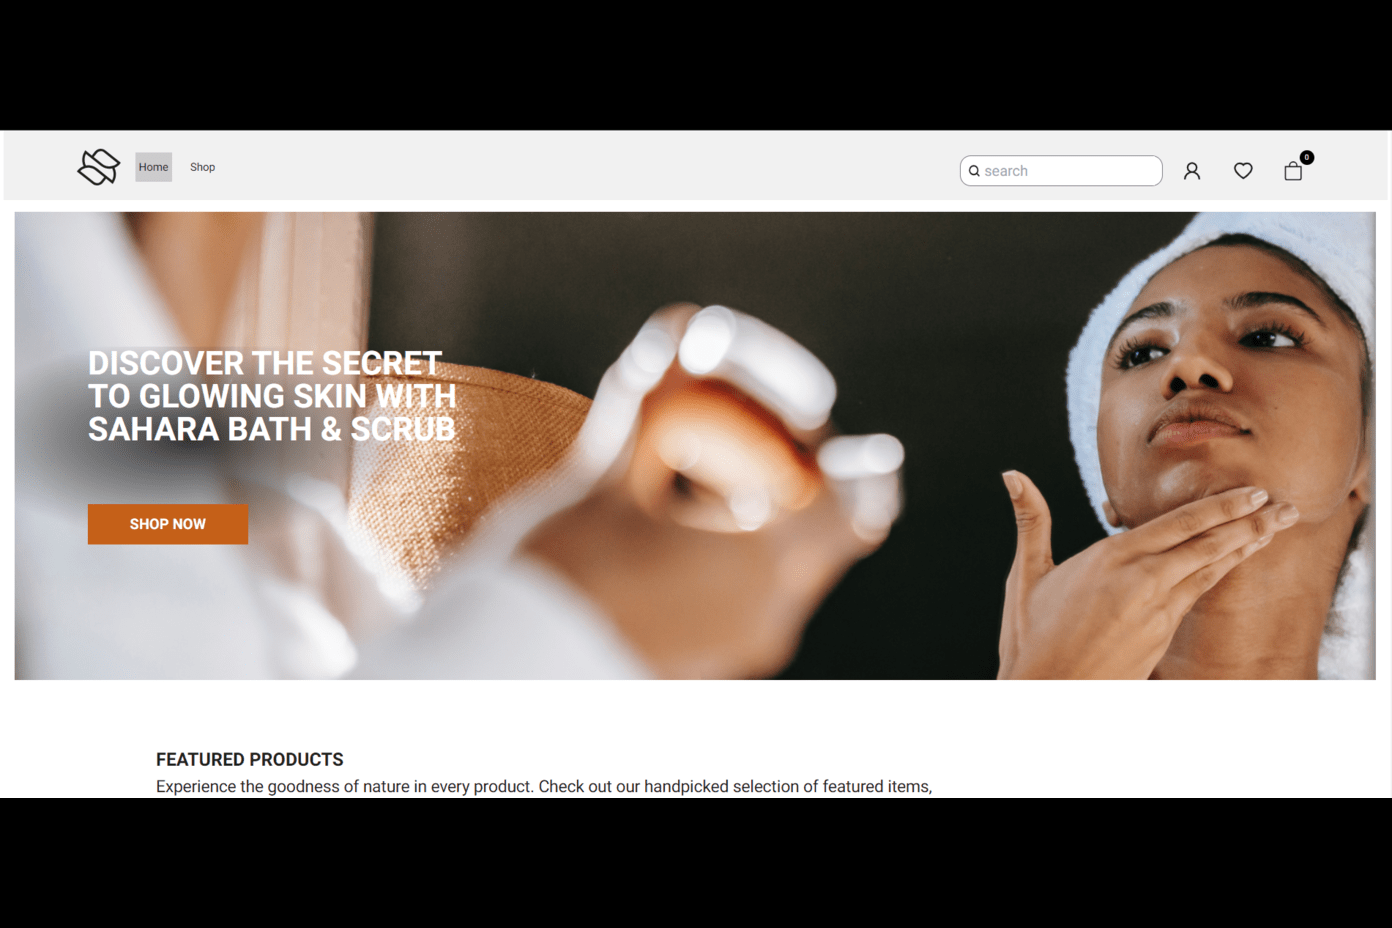 Home
Shop
search
0
DISCOVER THE SECRET
TO GLOWING SKIN WITH
SAHARA BATH & SCRUB
SHOP NOW
FEATURED PRODUCTS
Experience the goodness of nature in every product. Check out our handpicked selection of featured items,